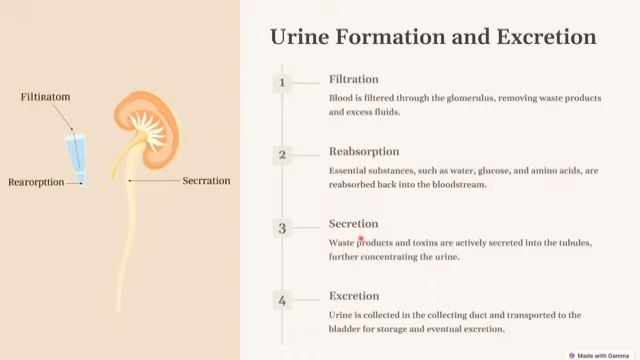 Urine Formation and Excretion
Filtiratom
Rearorpttion
Secrration
1
Filtration
Blood is filtered through the glomerulus, removing waste products
and excess fluids.
2
Reabsorption
Essential substances, such as water, glucose, and amino acids, are
reabsorbed back into the bloodstream.
3
Secretion
Waste products and toxins are actively secreted into the tubules,
further concentrating the urine.
4
Excretion
Urine is collected in the collecting duct and transported to the
bladder for storage and eventual excretion.
Made with Gamma